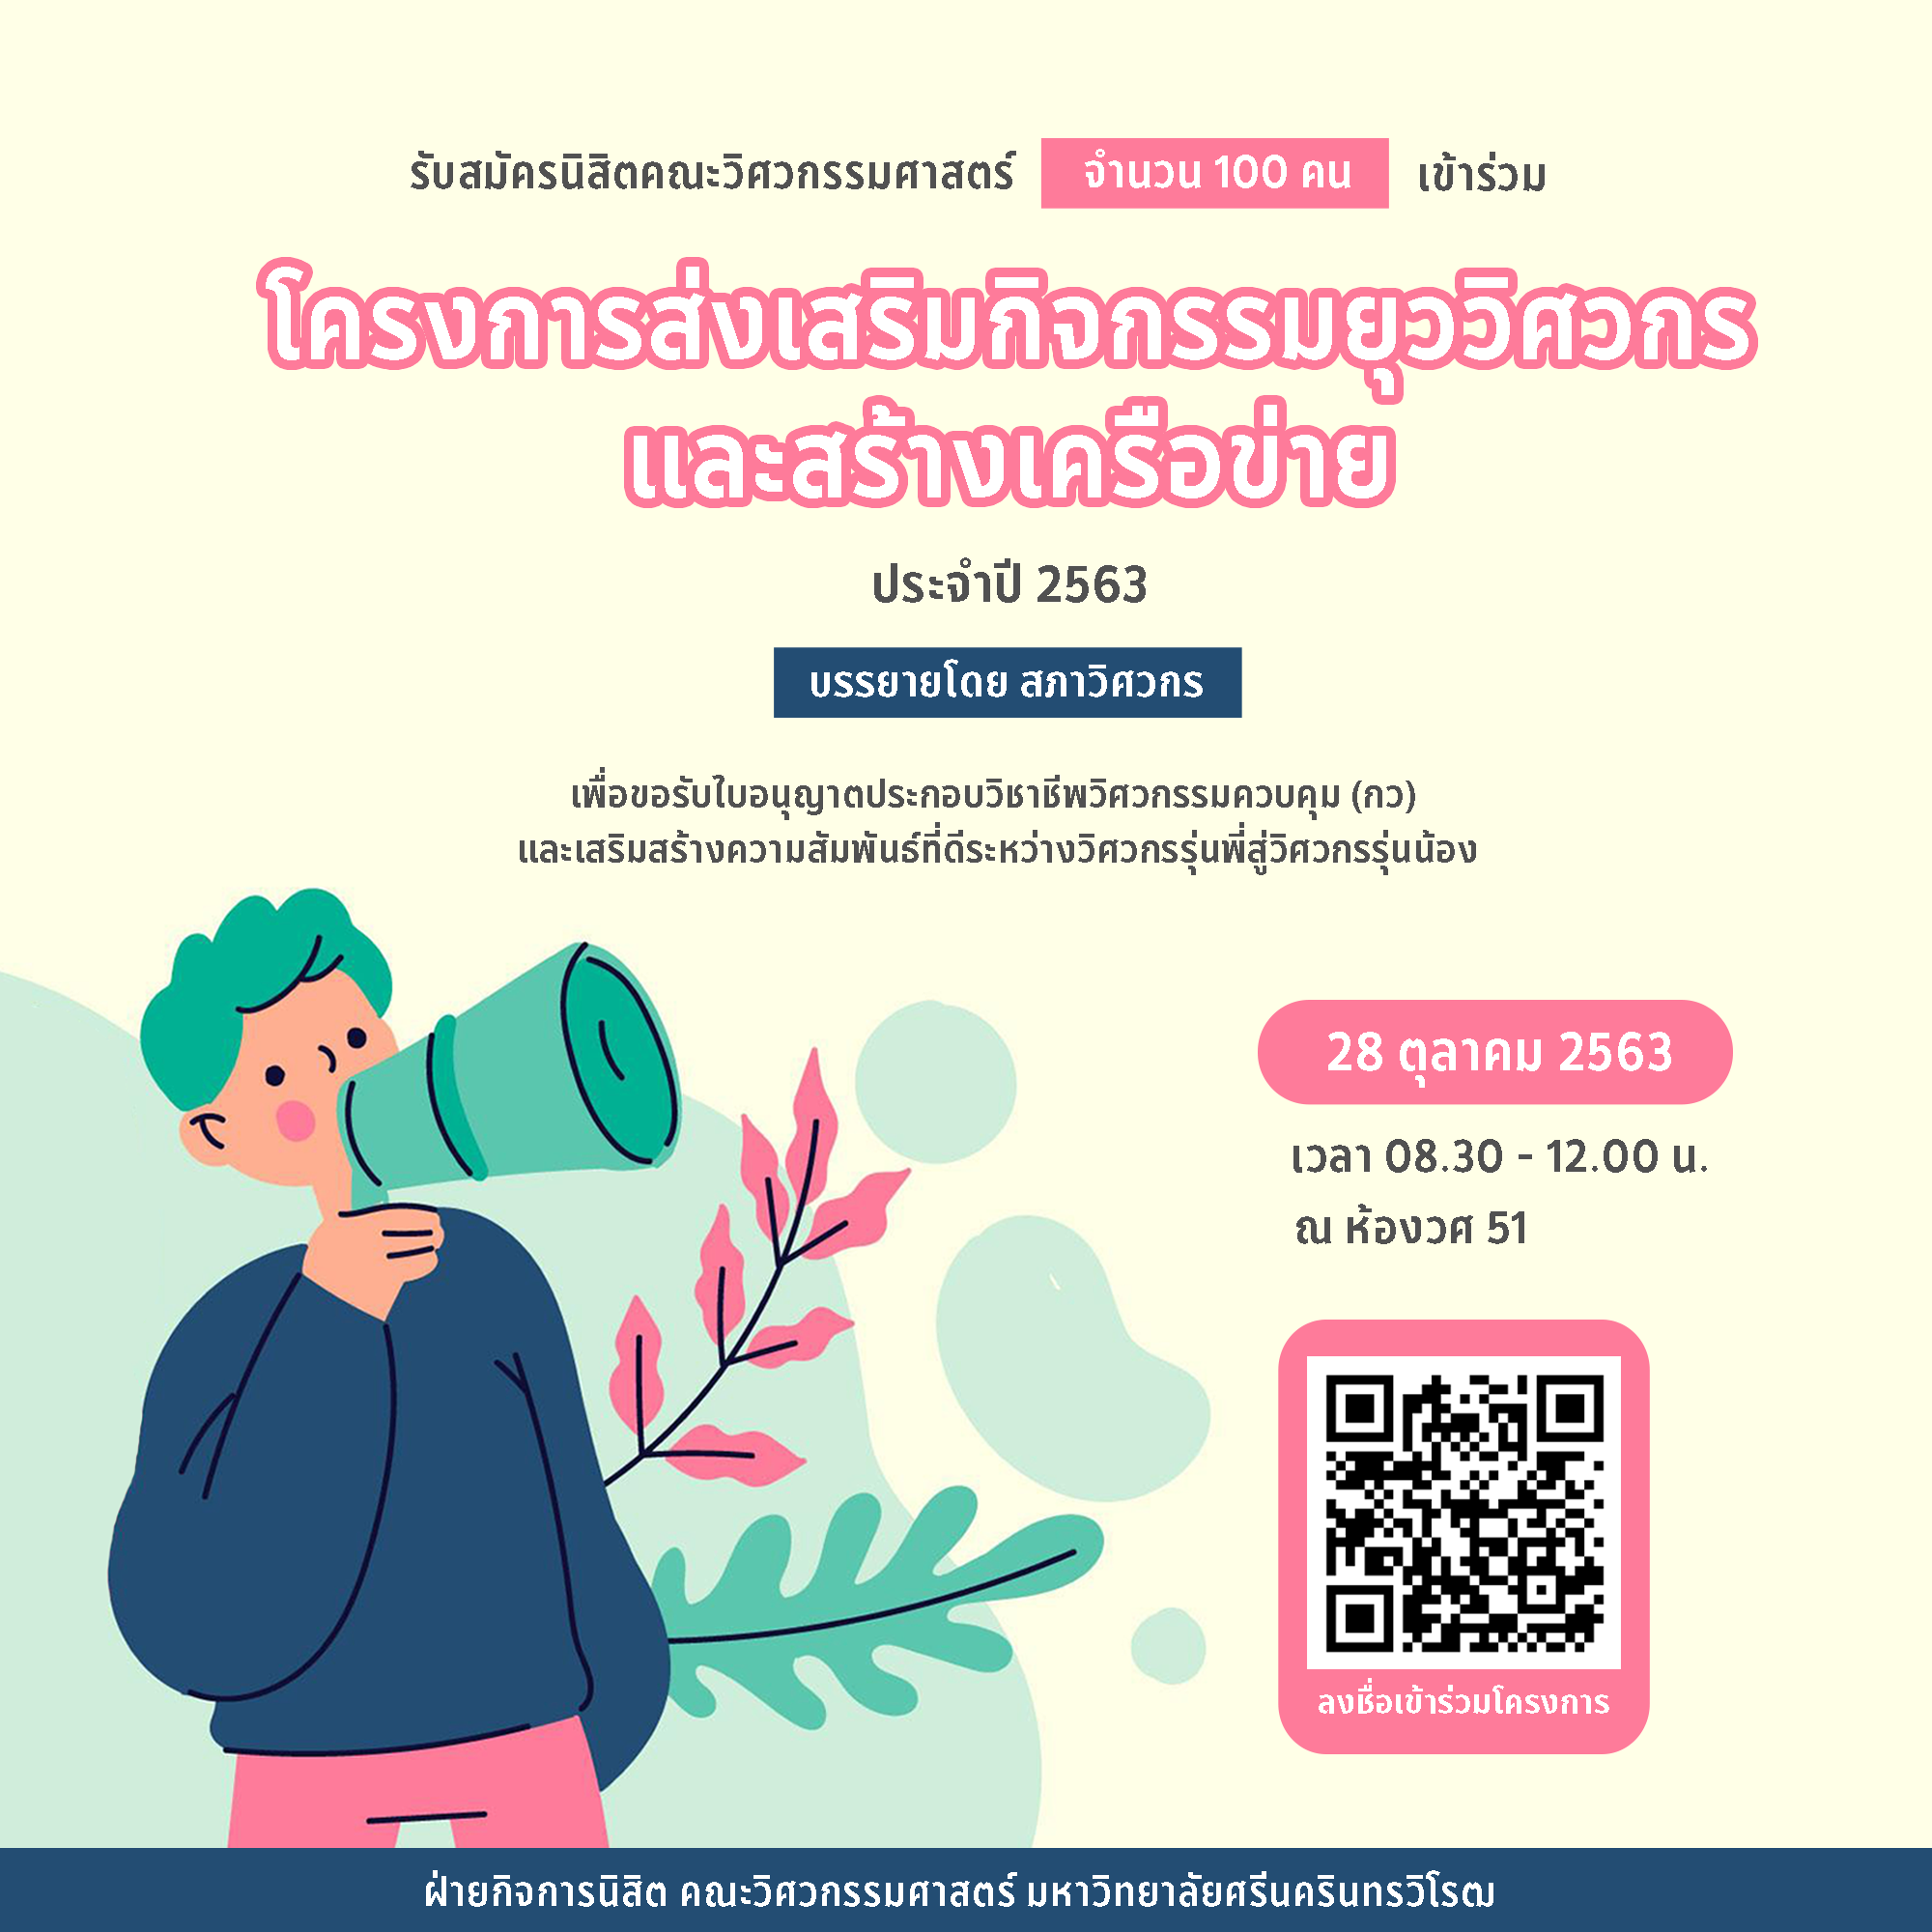 รับสมัครนิสิตคณะวิศวกรรมศาสตร์ จำนวน 100 คน เข้าร่วม
โครงการส่งเสริมกิจกรรมยุววิศวกร
และสร้างเครือข่าย
ประจำปี 2563
บรรยายโดย สภาวิศวกร
เพื่อขอรับใบอนุญาตประกอบวิชาชีพวิศวกรรมควบคุม (กว)
และเสริมสร้างความสัมพันธ์ที่ดีระหว่างวิศวกรรุ่นพี่สู่วิศวกรรุ่นน้อง
28 ตุลาคม 2563
เวลา 08.30 - 12.00 น.
ณ ห้องวศ 51
ลงชื่อเข้าร่วมโครงการ
ฝ่ายกิจการนิสิต คณะวิศวกรรมศาสตร์ มหาวิทยาลัยศรีนครินทรวิโรฒ